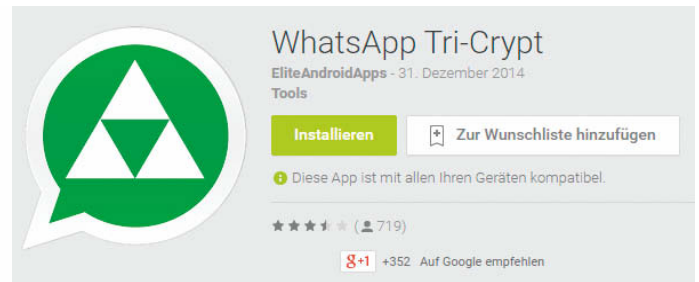 WhatsApp Tri-Crypt
EliteAndroidApps - 31. Dezember 2014
Tools
Installieren
Zur Wunschliste hinzufügen
Diese App ist mit allen Ihren Geräten kompatibel.
(719)
g+1 +352 Auf Google empfehlen